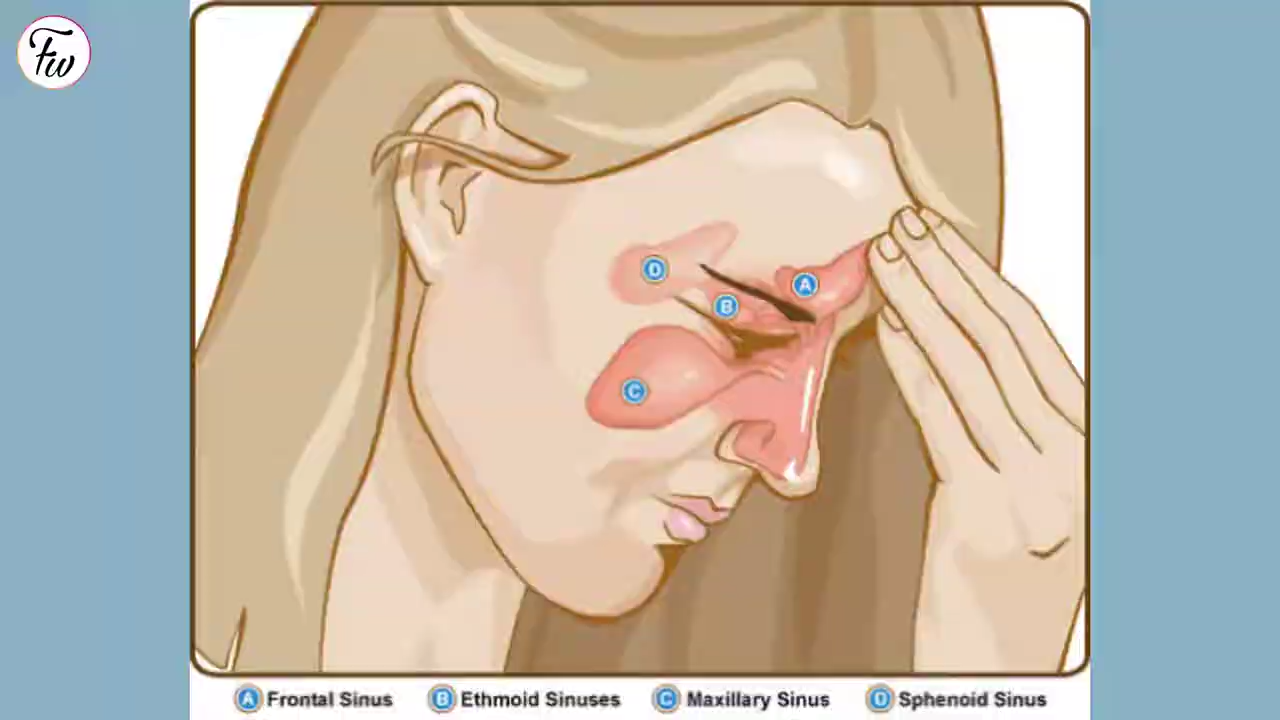 Fw
D
A
B
C
A Frontal Sinus B Ethmoid Sinuses C Maxillary Sinus D Sphenoid Sinus